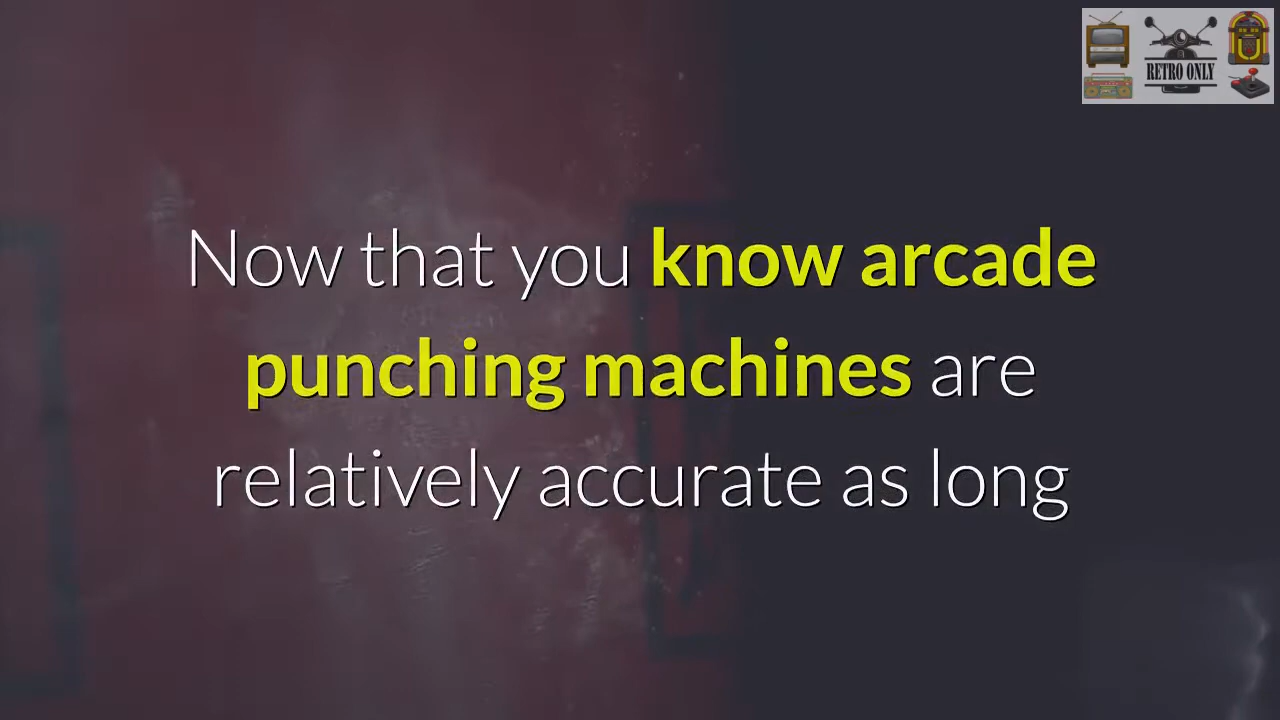 RETRO ONLY
Now that you know arcade
punching machines are
relatively accurate as long